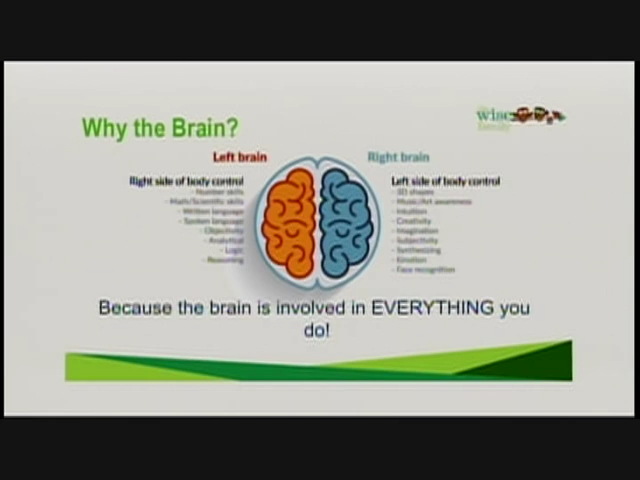 Why the Brain?
wise
family
Left brain
Right brain
Right side of body control
- Number skills
- Math/Scientific skills
- Written language
- Spoken language
- Objectivity
- Analytical
- Logic
- Reasoning
Left side of body control
- 3D shapes
- Music/Art awareness
- Intuition
- Creativity
- Imagination
- Subjectivity
- Synthesizing
- Emotion
- Face recognition
Because the brain is involved in EVERYTHING you
do!